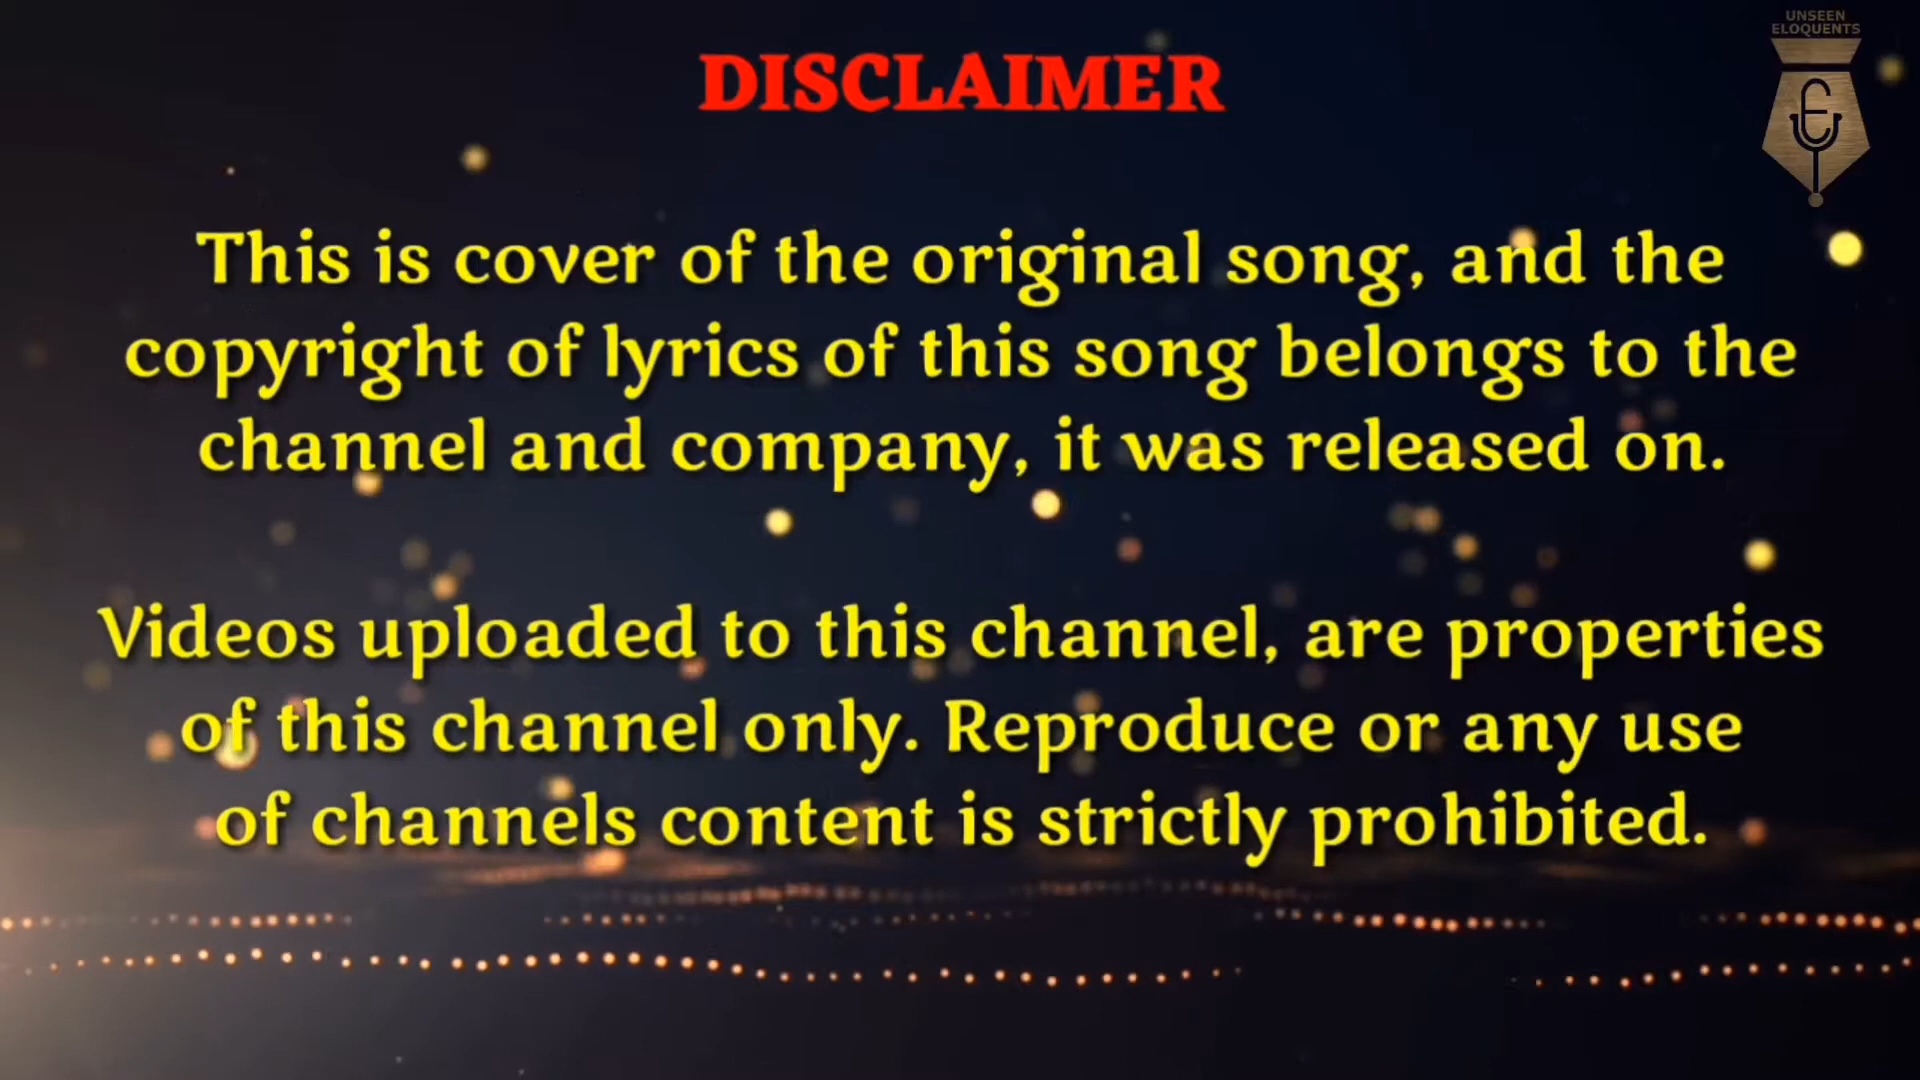 UNSEEN
ELOQUENTS
DISCLAIMER
This is cover of the original song, and the
copyright of lyrics of this song belongs to the
channel and company, it was released on.
Videos uploaded to this channel, are properties
of this channel only. Reproduce or any use
of channels content is strictly prohibited.